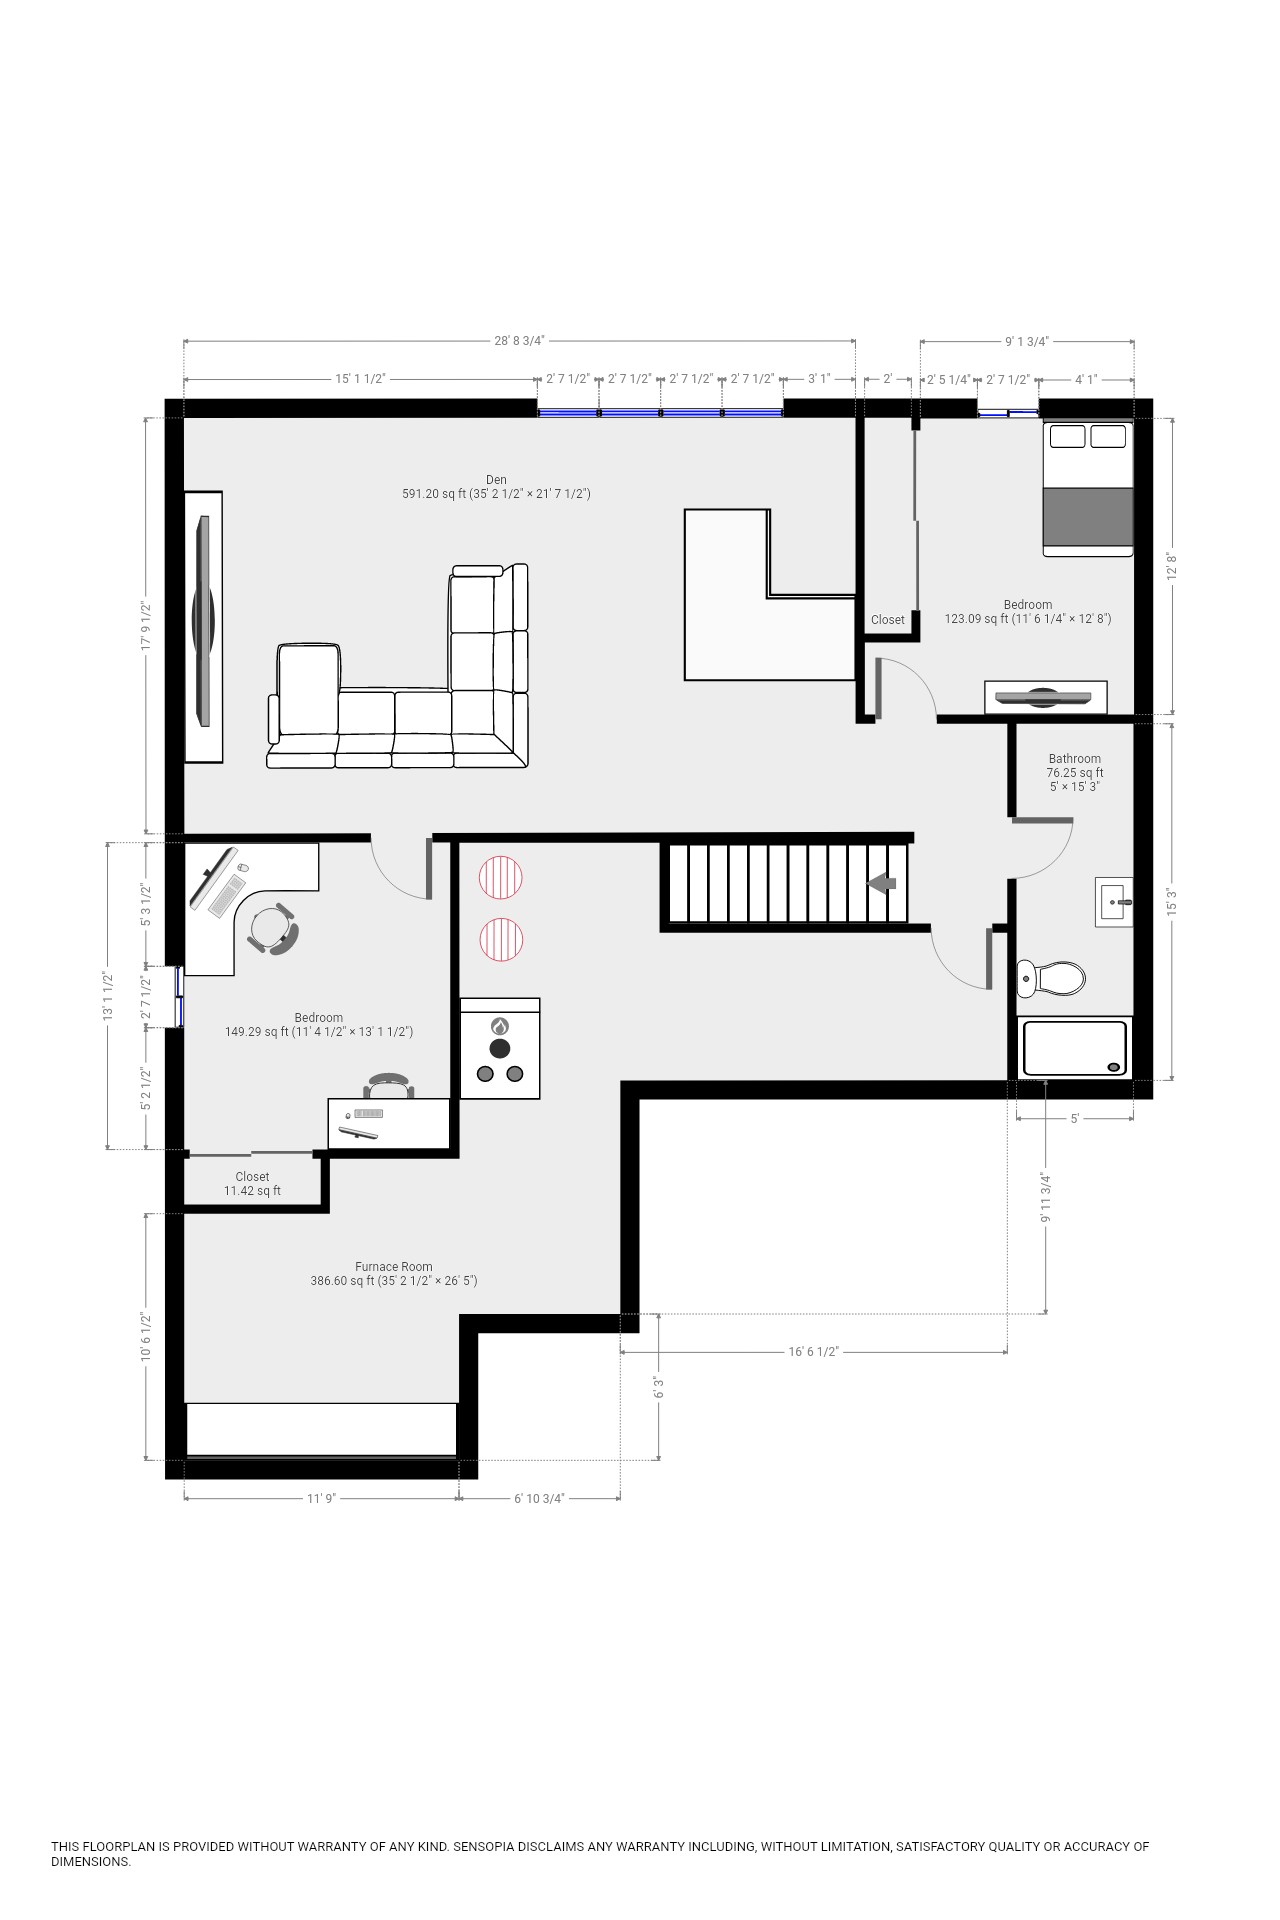 28' 8 3/4"
9' 1 3/4"
15' 1 1/2"
2' 7 1/2"
2' 7 1/2"
2' 7 1/2"
2' 7 1/2"
3' 1"
2'
2' 5 1/4"
2' 7 1/2"
4' 1"
Den
591.20 sq ft (35' 2 1/2" × 21' 7 1/2")
17' 9 1/2"
12' 8"
Closet
Bedroom
123.09 sq ft (11' 6 1/4" × 12' 8")
Bathroom
76.25 sq ft
5' × 15' 3"
5' 3 1/2"
15' 3"
13' 1 1/2"
2' 7 1/2"
Bedroom
149.29 sq ft (11' 4 1/2" × 13' 1 1/2")
5' 2 1/2"
5'
Closet
11.42 sq ft
9' 11 3/4"
Furnace Room
386.60 sq ft (35' 2 1/2" × 26' 5")
10' 6 1/2"
16' 6 1/2"
6' 3"
11' 9"
6' 10 3/4"
THIS FLOORPLAN IS PROVIDED WITHOUT WARRANTY OF ANY KIND. SENSOPIA DISCLAIMS ANY WARRANTY INCLUDING, WITHOUT LIMITATION, SATISFACTORY QUALITY OR ACCURACY OF
DIMENSIONS.